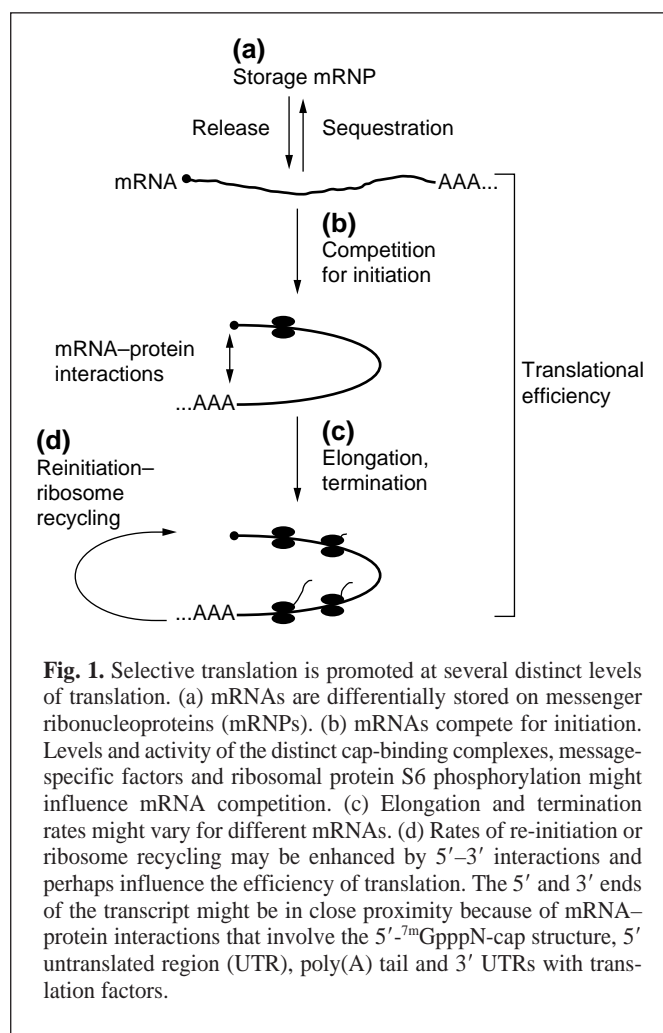 (a)
Storage mRNP
Release
Sequestration
mRNA
AAA...
(b)
Competition
for initiation
mRNA–protein
interactions
...AAA
Translational
efficiency
(d)
Reinitiation–
ribosome
recycling
(c)
Elongation,
termination
...AAA
Fig. 1. Selective translation is promoted at several distinct levels
of translation. (a) mRNAs are differentially stored on messenger
ribonucleoproteins (mRNPs). (b) mRNAs compete for initiation.
Levels and activity of the distinct cap-binding complexes, message-
specific factors and ribosomal protein S6 phosphorylation might
influence mRNA competition. (c) Elongation and termination
rates might vary for different mRNAs. (d) Rates of re-initiation or
ribosome recycling may be enhanced by 5′–3′ interactions and
perhaps influence the efficiency of translation. The 5′ and 3′ ends
of the transcript might be in close proximity because of mRNA–
protein interactions that involve the 5′-⁷ᵐGpppN-cap structure, 5′
untranslated region (UTR), poly(A) tail and 3′ UTRs with trans-
lation factors.